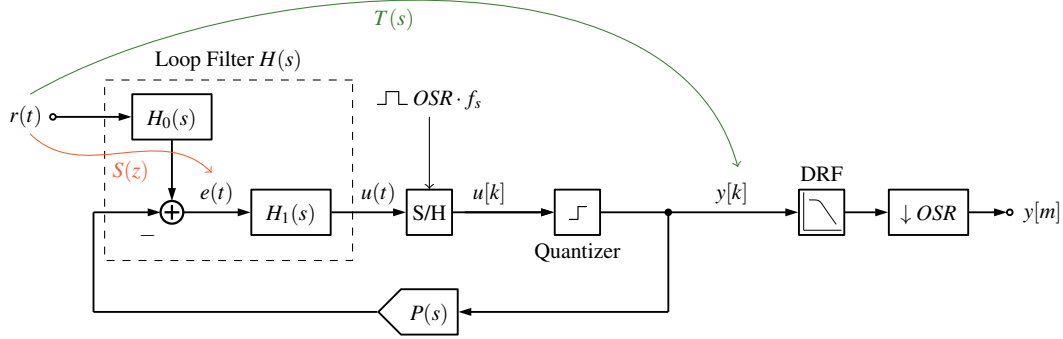 T(s)
Loop Filter H(s)
r(t)
H₀(s)
OSR · fₛ
S(z)
e(t)
H₁(s)
u(t)
S/H
u[k]
y[k]
DRF
↓ OSR
y[m]
−
Quantizer
P(s)